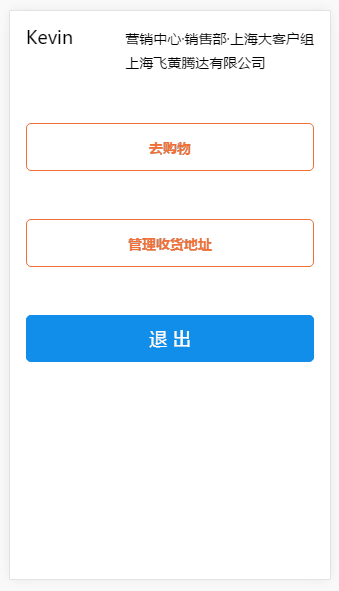 Kevin
营销中心·销售部·上海大客户组
上海飞黄腾达有限公司
去购物
管理收货地址
退 出